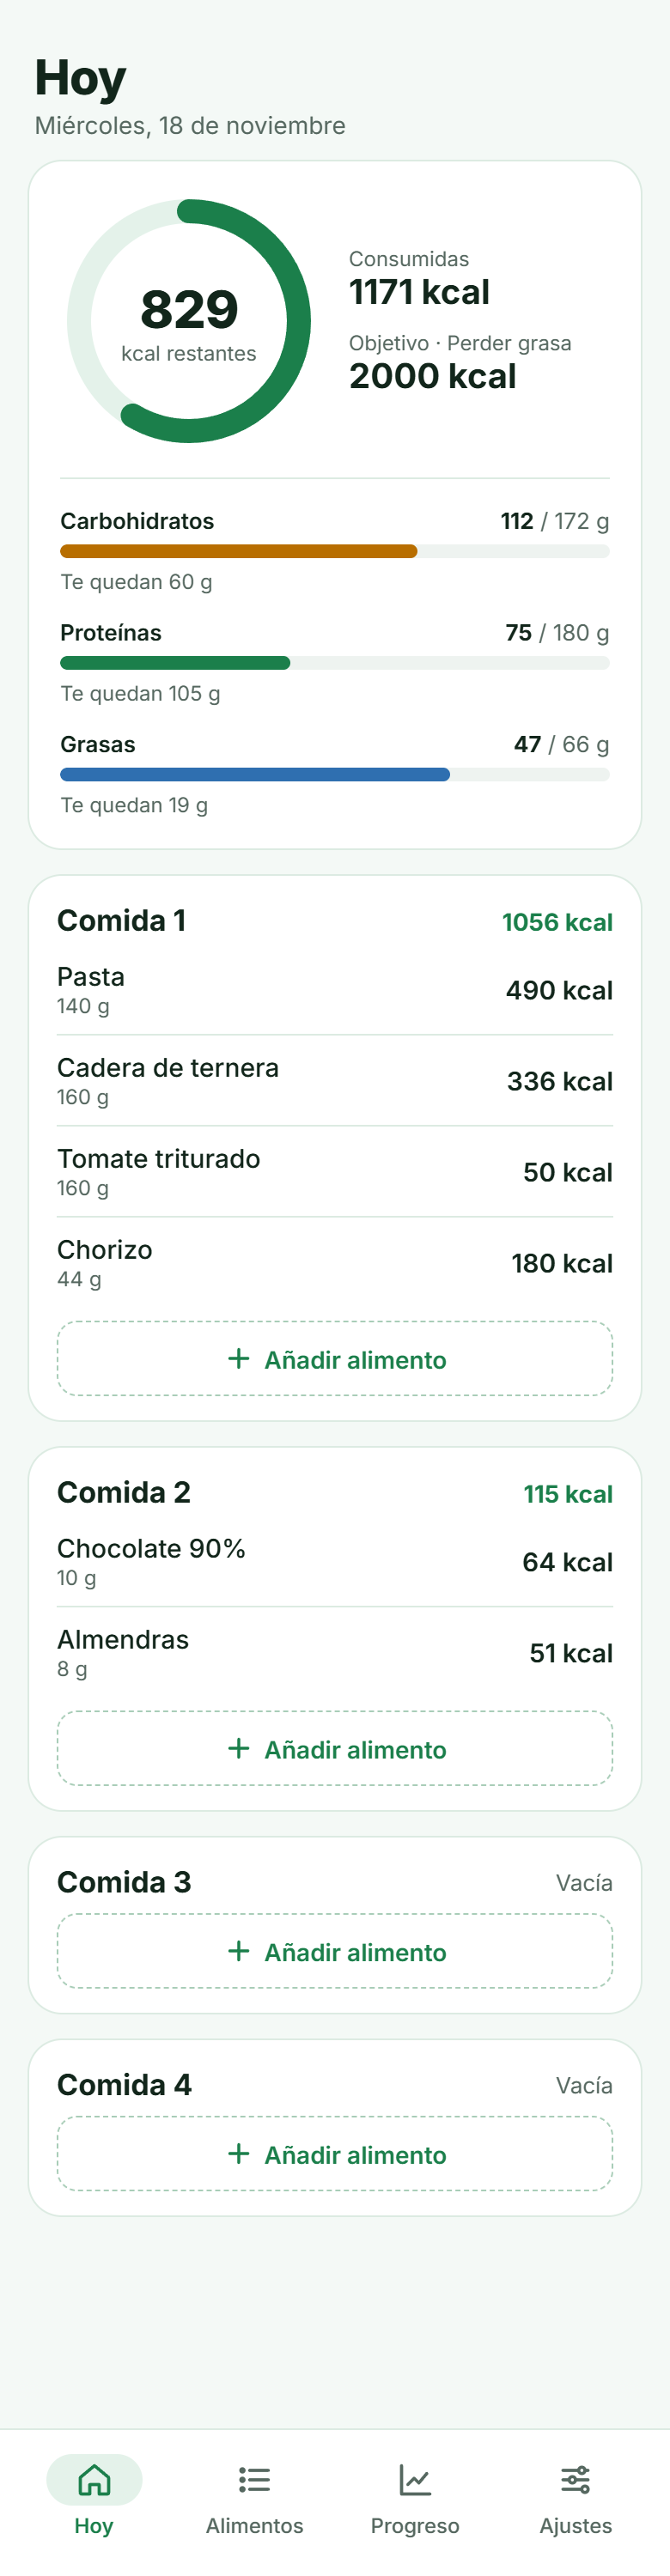 Hoy
Miércoles, 18 de noviembre
829
kcal restantes
Consumidas
1171 kcal
Objetivo · Perder grasa
2000 kcal
Carbohidratos 112 / 172 g
Te quedan 60 g
Proteínas 75 / 180 g
Te quedan 105 g
Grasas 47 / 66 g
Te quedan 19 g
Comida 1 1056 kcal
Pasta
140 g
490 kcal
Cadera de ternera
160 g
336 kcal
Tomate triturado
160 g
50 kcal
Chorizo
44 g
180 kcal
+ Añadir alimento
Comida 2 115 kcal
Chocolate 90%
10 g
64 kcal
Almendras
8 g
51 kcal
+ Añadir alimento
Comida 3 Vacía
+ Añadir alimento
Comida 4 Vacía
+ Añadir alimento
Hoy Alimentos Progreso Ajustes